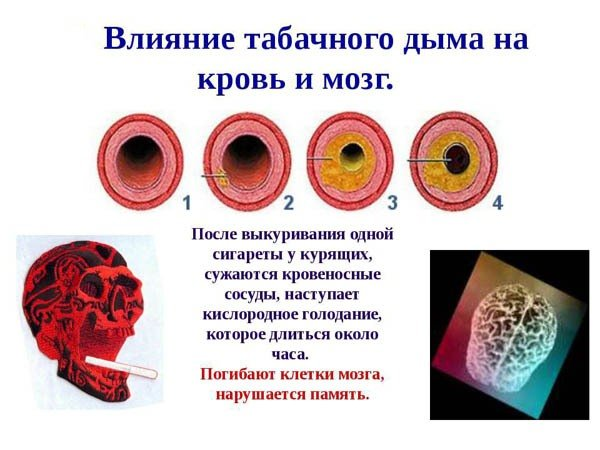 Влияние табачного дыма на
кровь и мозг.
1 2 3 4
После выкуривания одной
сигареты у курящих,
сужаются кровеносные
сосуды, наступает
кислородное голодание,
которое длиться около
часа.
Погибают клетки мозга,
нарушается память.